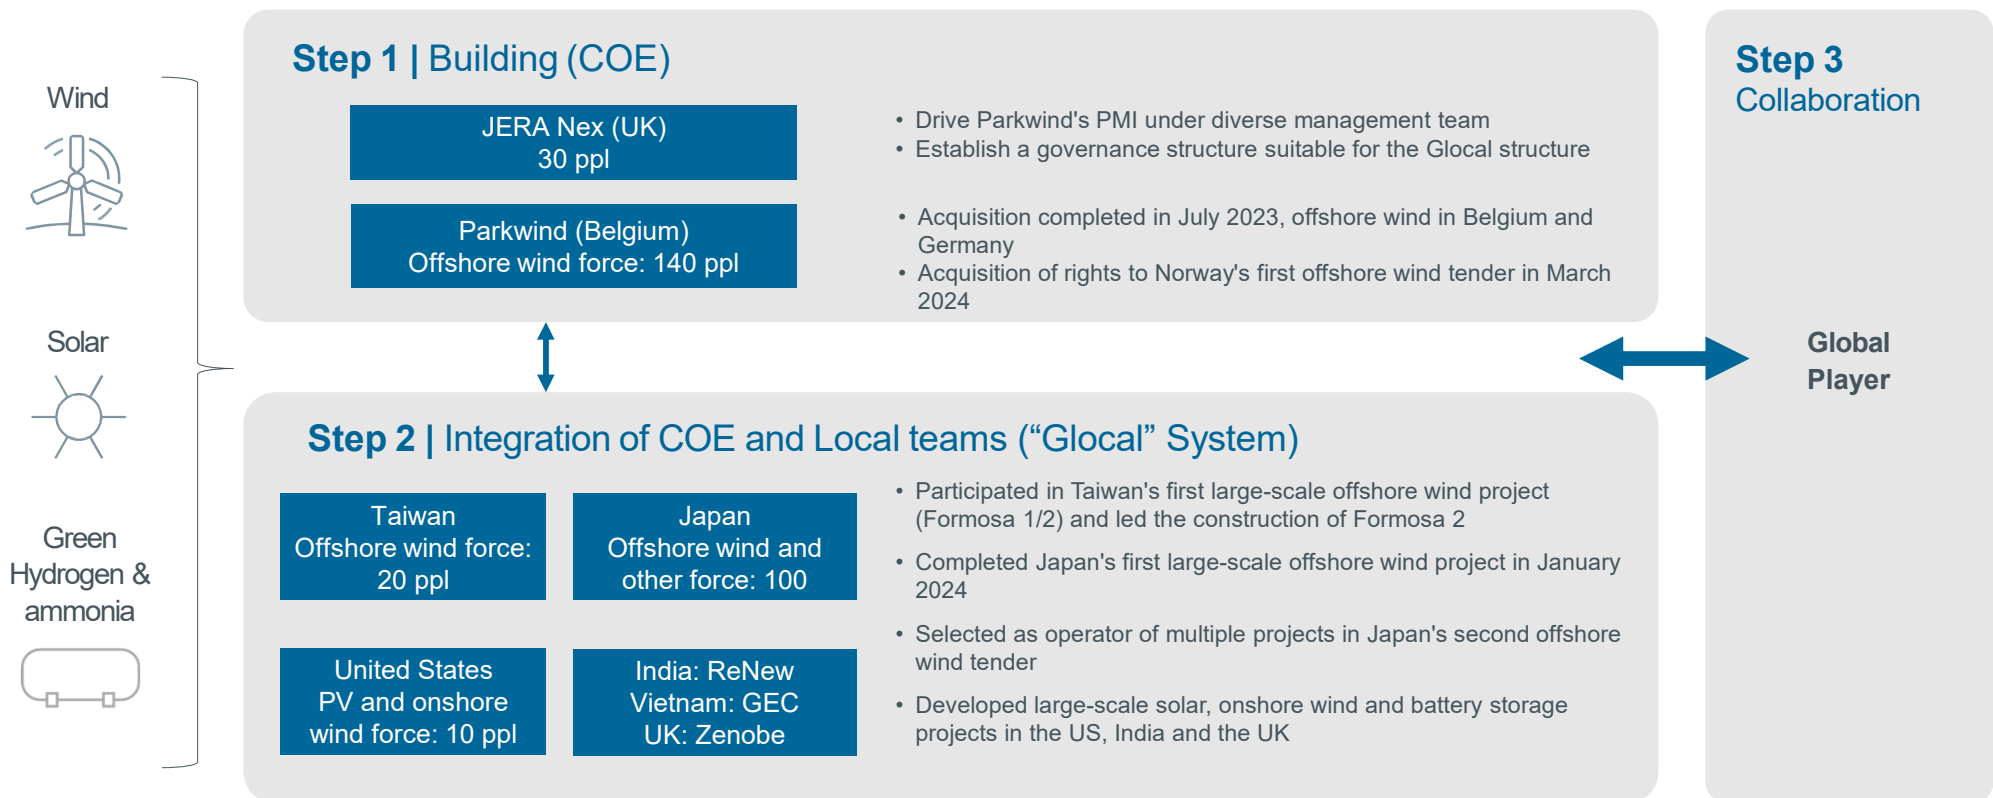 Wind
Solar
Green
Hydrogen &
ammonia
Step 1 | Building (COE)
JERA Nex (UK)
30 ppl
• Drive Parkwind's PMI under diverse management team
• Establish a governance structure suitable for the Glocal structure
Parkwind (Belgium)
Offshore wind force: 140 ppl
• Acquisition completed in July 2023, offshore wind in Belgium and
Germany
• Acquisition of rights to Norway's first offshore wind tender in March
2024
Step 2 | Integration of COE and Local teams (“Glocal” System)
Taiwan
Offshore wind force:
20 ppl
Japan
Offshore wind and
other force: 100
United States
PV and onshore
wind force: 10 ppl
India: ReNew
Vietnam: GEC
UK: Zenobe
• Participated in Taiwan's first large-scale offshore wind project
(Formosa 1/2) and led the construction of Formosa 2
• Completed Japan's first large-scale offshore wind project in January
2024
• Selected as operator of multiple projects in Japan's second offshore
wind tender
• Developed large-scale solar, onshore wind and battery storage
projects in the US, India and the UK
Step 3
Collaboration
Global
Player